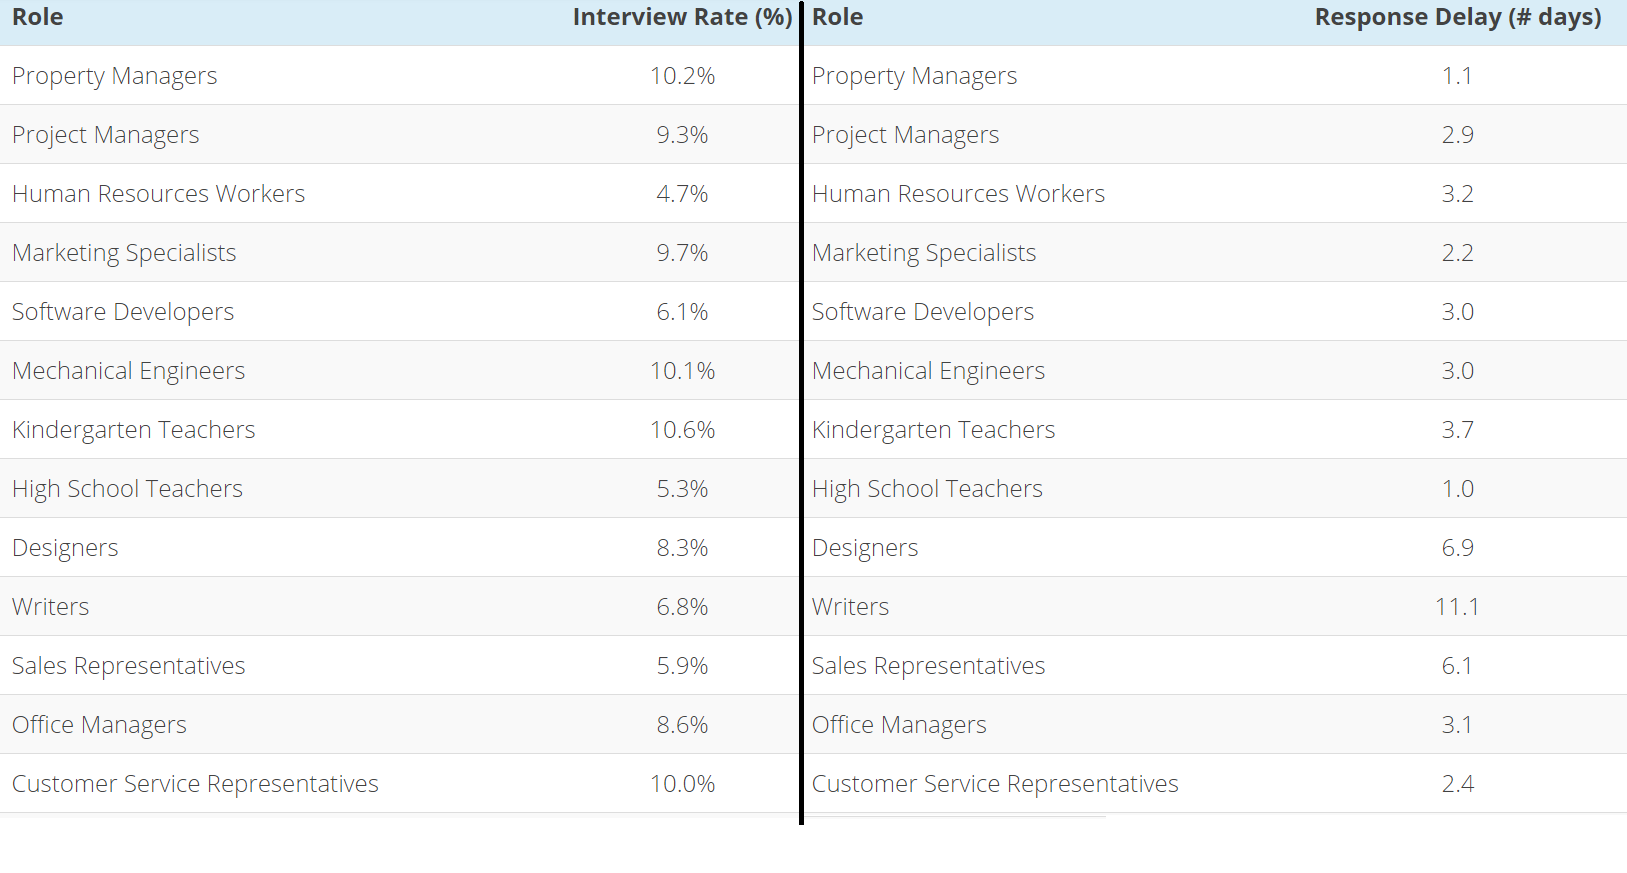 Role Interview Rate (%) Role Response Delay (# days)
Property Managers 10.2% Property Managers 1.1
Project Managers 9.3% Project Managers 2.9
Human Resources Workers 4.7% Human Resources Workers 3.2
Marketing Specialists 9.7% Marketing Specialists 2.2
Software Developers 6.1% Software Developers 3.0
Mechanical Engineers 10.1% Mechanical Engineers 3.0
Kindergarten Teachers 10.6% Kindergarten Teachers 3.7
High School Teachers 5.3% High School Teachers 1.0
Designers 8.3% Designers 6.9
Writers 6.8% Writers 11.1
Sales Representatives 5.9% Sales Representatives 6.1
Office Managers 8.6% Office Managers 3.1
Customer Service Representatives 10.0% Customer Service Representatives 2.4